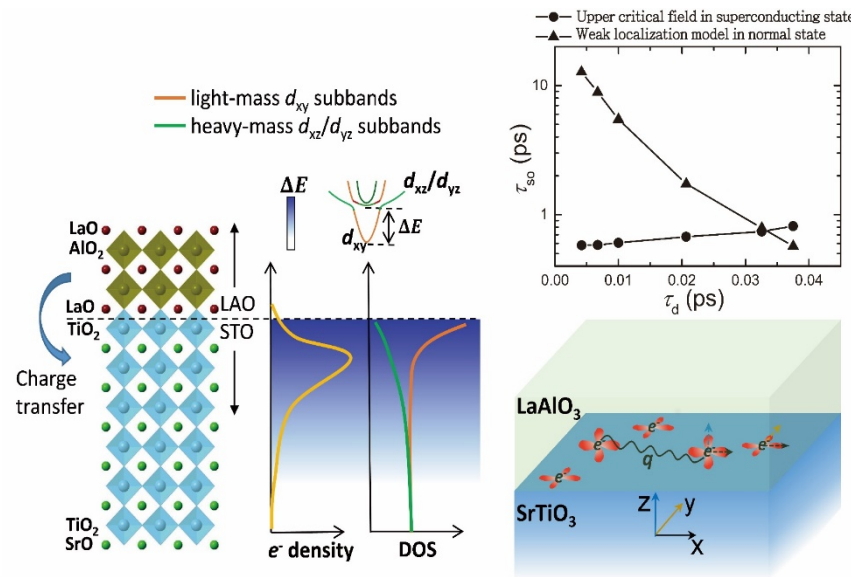 Upper critical field in superconducting state
Weak localization model in normal state
10
1
τso (ps)
0.00 0.01 0.02 0.03 0.04
τd (ps)
light-mass dxy subbands
heavy-mass dxz/dyz subbands
ΔE
dxz/dyz
ΔE
dxy
LaO
AlO2
LaO
TiO2
LAO
STO
Charge
transfer
TiO2
SrO
e- density
DOS
LaAlO3
e-
e-
e-
e-
e-
q
SrTiO3
z
y
x